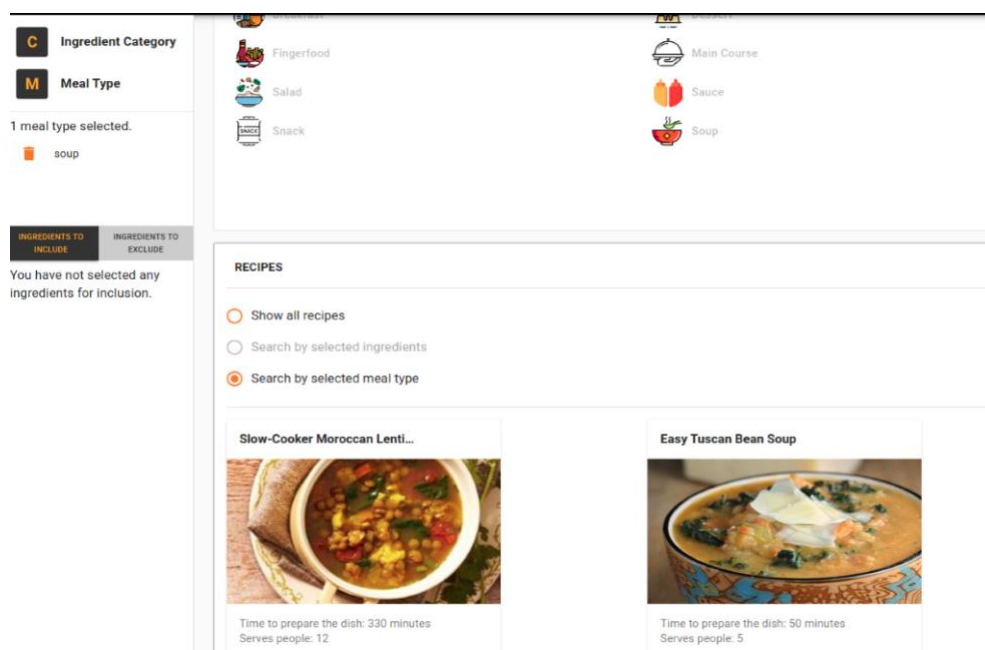 C Ingredient Category
M Meal Type
1 meal type selected.
soup
INGREDIENTS TO INCLUDE
INGREDIENTS TO EXCLUDE
You have not selected any
ingredients for inclusion.
Breakfast
Dessert
Fingerfood
Main Course
Salad
Sauce
SNACK
Snack
Soup
RECIPES
Show all recipes
Search by selected ingredients
Search by selected meal type
Slow-Cooker Moroccan Lenti...
Time to prepare the dish: 330 minutes
Serves people: 12
Easy Tuscan Bean Soup
Time to prepare the dish: 50 minutes
Serves people: 5